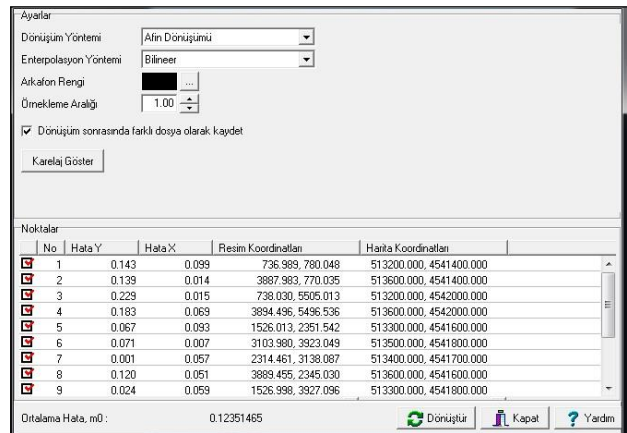 Ayarlar
Dönüşüm Yöntemi Afin Dönüşümü
Enterpolasyon Yöntemi Bilineer
Arkafon Rengi ...
Örnekleme Aralığı 1.00
Dönüşüm sonrasında farklı dosya olarak kaydet
Karelaj Göster
Noktalar
No Hata Y Hata X Resim Koordinatları Harita Koordinatları
1 0.143 0.099 736.989, 780.048 513200.000, 4541400.000
2 0.139 0.014 3887.983, 770.035 513600.000, 4541400.000
3 0.229 0.015 738.030, 5505.013 513200.000, 4542000.000
4 0.183 0.069 3894.496, 5496.536 513600.000, 4542000.000
5 0.067 0.093 1526.013, 2351.542 513300.000, 4541600.000
6 0.071 0.007 3103.980, 3923.049 513500.000, 4541800.000
7 0.001 0.057 2314.461, 3138.087 513400.000, 4541700.000
8 0.120 0.051 3889.455, 2345.030 513600.000, 4541600.000
9 0.024 0.059 1526.998, 3927.096 513300.000, 4541800.000
Ortalama Hata, m0 : 0.12351465 Dönüştür Kapat Yardım